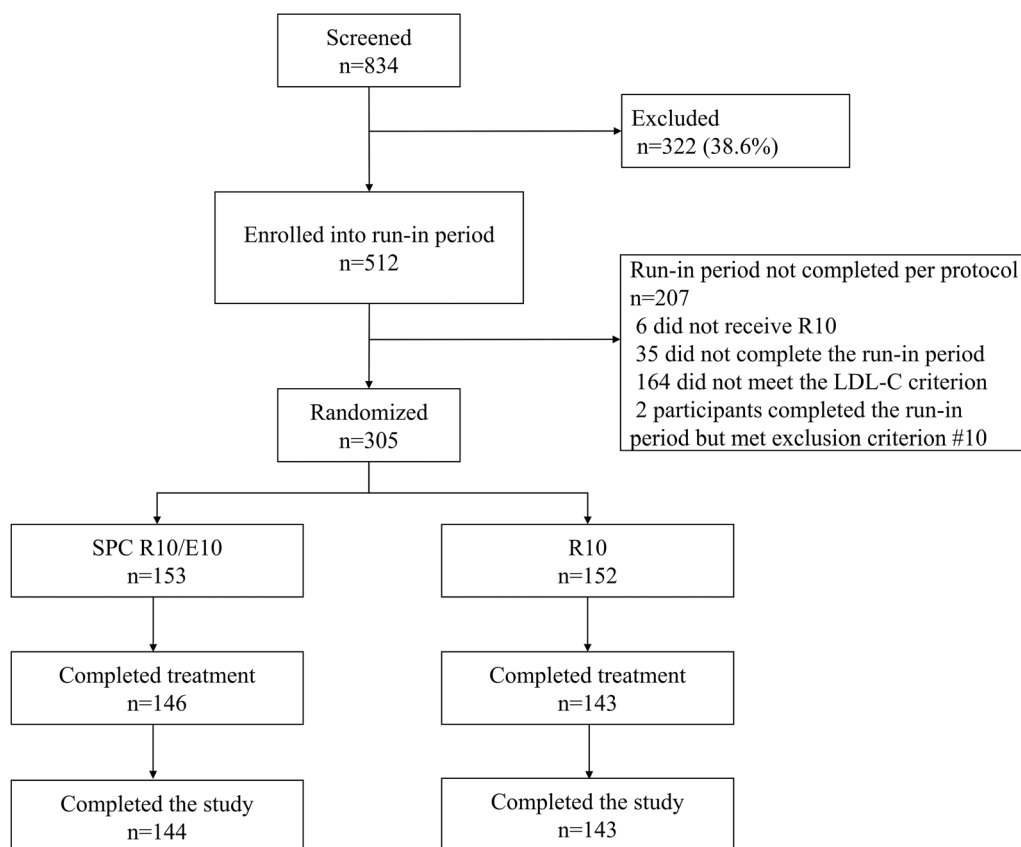 Screened
n=834
Excluded
n=322 (38.6%)
Enrolled into run-in period
n=512
Run-in period not completed per protocol
n=207
6 did not receive R10
35 did not complete the run-in period
164 did not meet the LDL-C criterion
2 participants completed the run-in
period but met exclusion criterion #10
Randomized
n=305
SPC R10/E10
n=153
R10
n=152
Completed treatment
n=146
Completed treatment
n=143
Completed the study
n=144
Completed the study
n=143